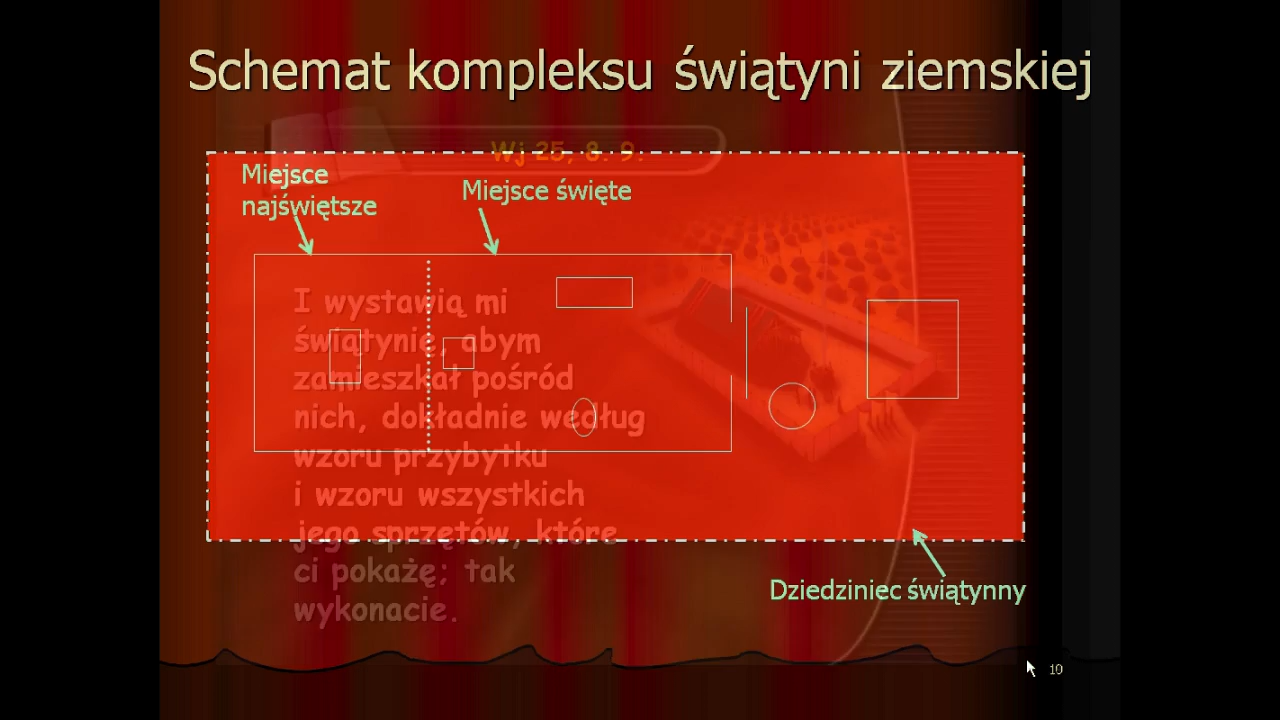 Schemat kompleksu świątyni ziemskiej
Wj 25, 8. 9.
Miejsce
najświętsze
Miejsce święte
I wystawią mi
świątynię, abym
zamieszkał pośród
nich, dokładnie według
wzoru przybytku
i wzoru wszystkich
jego sprzętów, które
ci pokażę; tak
wykonacie.
Dziedziniec świątynny
10